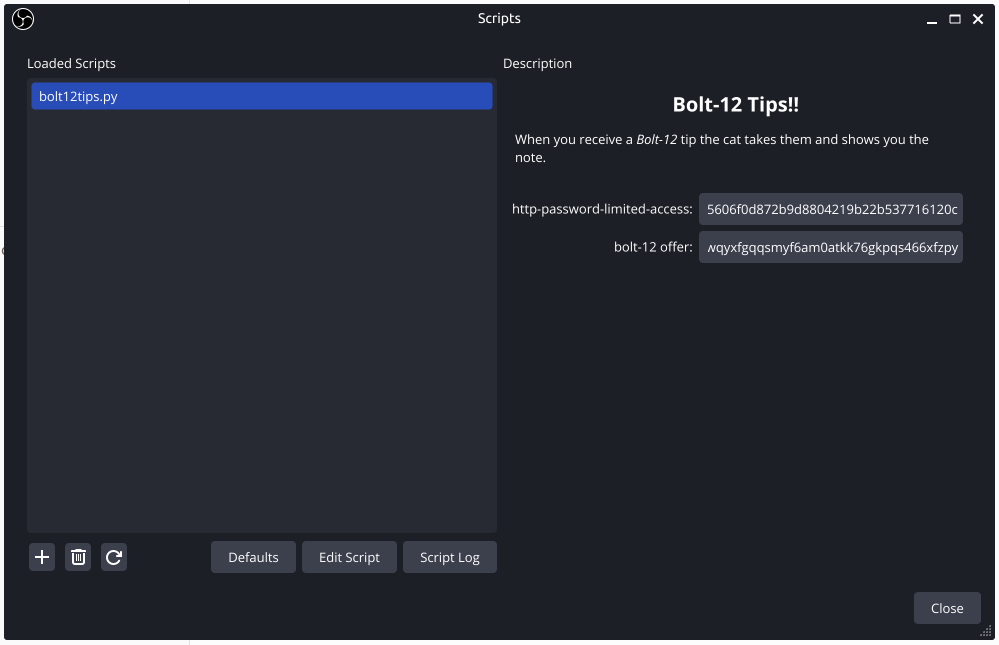 Scripts
Loaded Scripts
bolt12tips.py
Defaults
Edit Script
Script Log
Description
Bolt-12 Tips!!
When you receive a Bolt-12 tip the cat takes them and shows you the
note.
http-password-limited-access: 5606f0d872b9d8804219b22b537716120c
bolt-12 offer: wqyxfgqqsmyf6am0atkk76gkpqs466xfzpy
Close